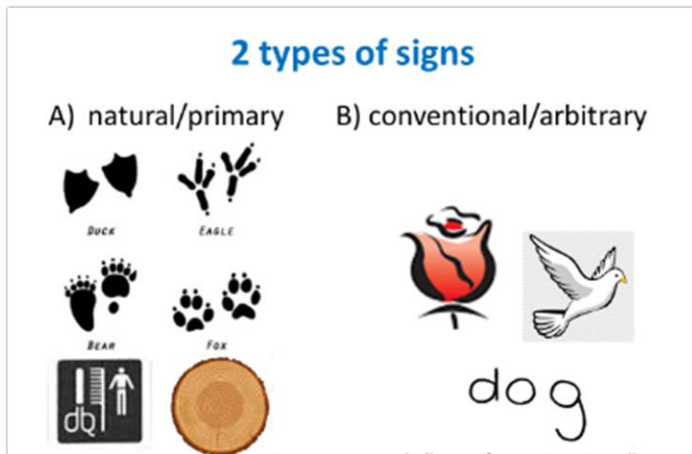 2 types of signs
A) natural/primary
B) conventional/arbitrary
DUCK
EAGLE
BEAR
FOX
dog